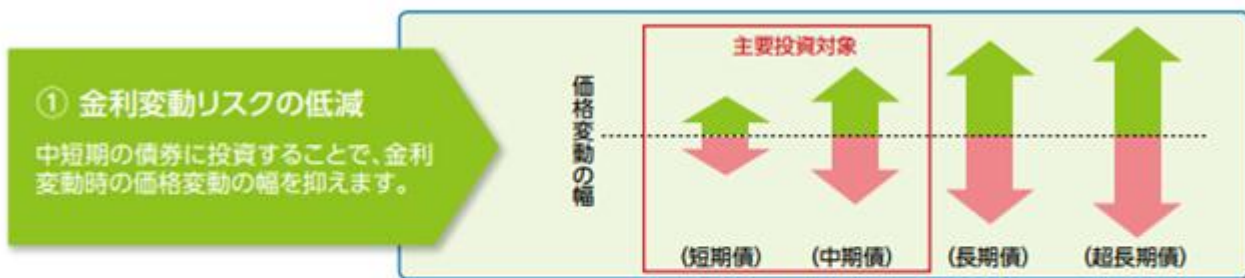 ① 金利変動リスクの低減
中短期の債券に投資することで、金利
変動時の価格変動の幅を抑えます。
主要投資対象
価格変動の幅
(短期債)
(中期債)
(長期債)
(超長期債)